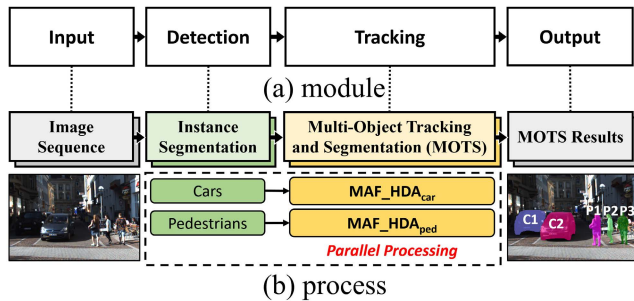 Input Detection Tracking Output
(a) module
Image Sequence
Instance Segmentation
Multi-Object Tracking and Segmentation (MOTS)
MOTS Results
Cars MAF_HDAcar
Pedestrians MAF_HDAped
Parallel Processing
C1 C2 P1 P2 P3
(b) process